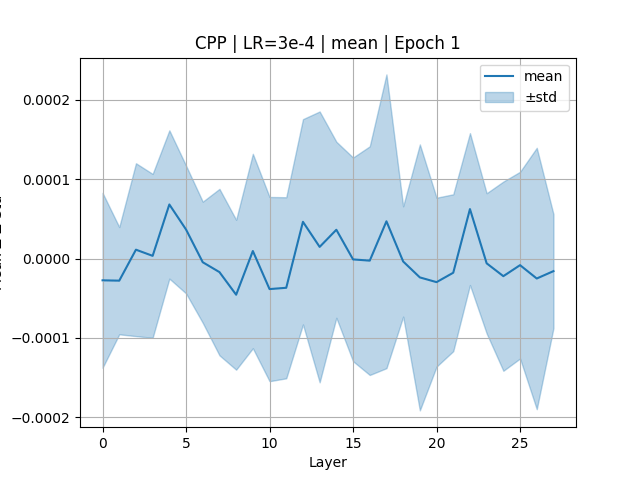 CPP | LR=3e-4 | mean | Epoch 1
mean
±std
0.0002
0.0001
0.0000
−0.0001
−0.0002
0 5 10 15 20 25
Layer